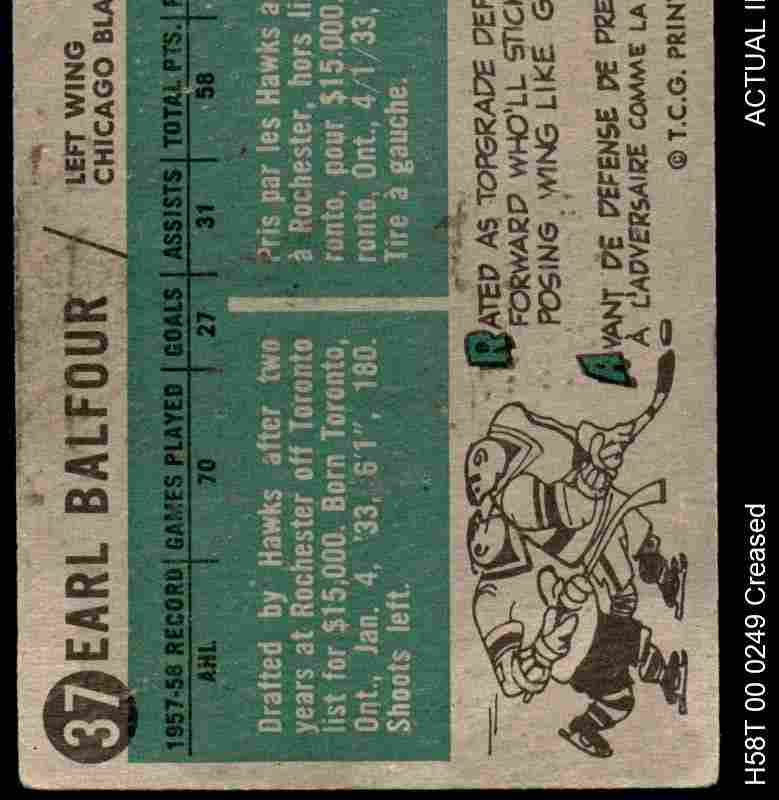 37 EARL BALFOUR
LEFT WING
CHICAGO BLA
1957-58 RECORD GAMES PLAYED GOALS ASSISTS TOTAL PTS.
AHL 70 27 31 58
Drafted by Hawks after two
years at Rochester off Toronto
list for $15,000. Born Toronto,
Ont., Jan. 4, '33, 6'1", 180.
Shoots left.
Pris par les Hawks a
à Rochester, hors li
ronto, pour $15,000.
ronto, Ont., 4/1/33,
Tire à gauche.
RATED AS TOPGRADE DEF
FORWARD WHO'LL STICK
POSING WING LIKE G
AVANT DE DEFENSE DE PRE
À L'ADVERSAIRE COMME LA
© T.C.G. PRIN
H58T 00 0249 Creased
ACTUAL